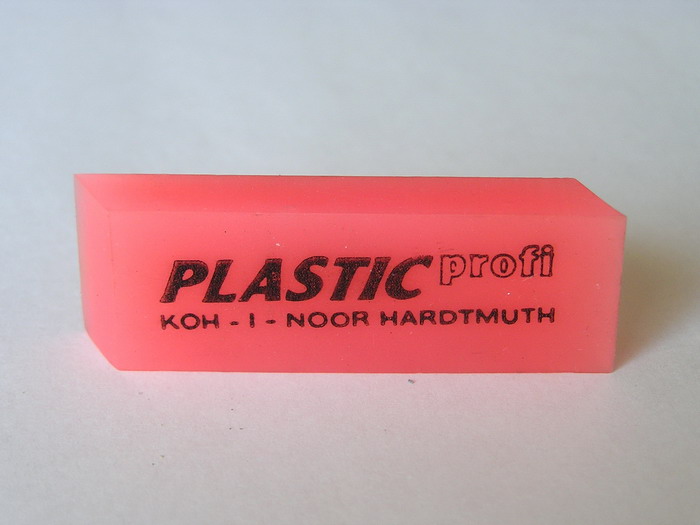 PLASTIC profi
KOH - I - NOOR HARDTMUTH